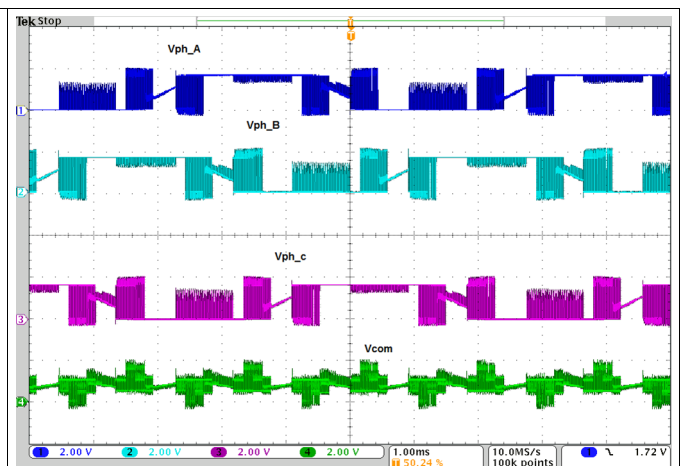 Tek Stop
T
T
Vph_A
1
Vph_B
2
Vph_c
3
Vcom
4
1 2.00 V 2 2.00 V 3 2.00 V 4 2.00 V 1.00ms 10.0MS/s 1 1.72 V
T 50.24 % 100k points